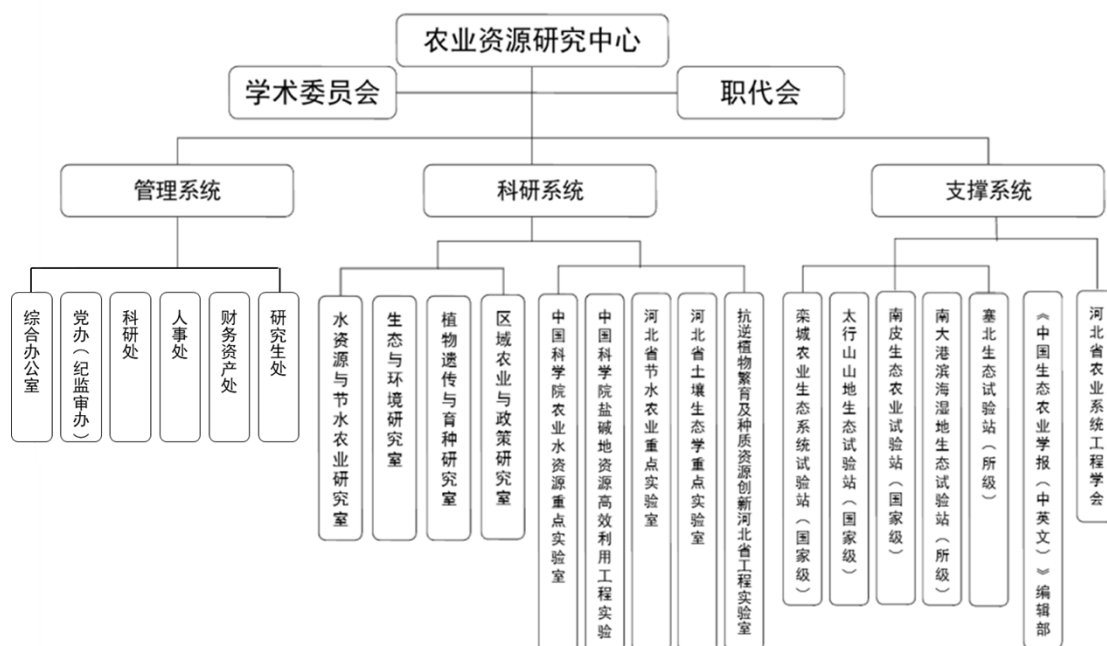 农业资源研究中心
学术委员会
职代会
管理系统
科研系统
支撑系统
综合办公室
党办（纪监审办）
科研处
人事处
财务资产处
研究生处
水资源与节水农业研究室
生态与环境研究室
植物遗传与育种研究室
区域农业与政策研究室
中国科学院农业水资源重点实验室
中国科学院盐碱地资源高效利用工程实验
河北省节水农业重点实验室
河北省土壤生态学重点实验室
抗逆植物繁育及种质资源创新河北省工程实验室
栾城农业生态系统试验站（国家级）
太行山山地生态试验站（国家级）
南皮生态农业试验站（国家级）
南大港滨海湿地生态试验站（所级）
塞北生态试验站（所级）
《中国生态农业学报（中英文）》编辑部
河北省农业系统工程学会